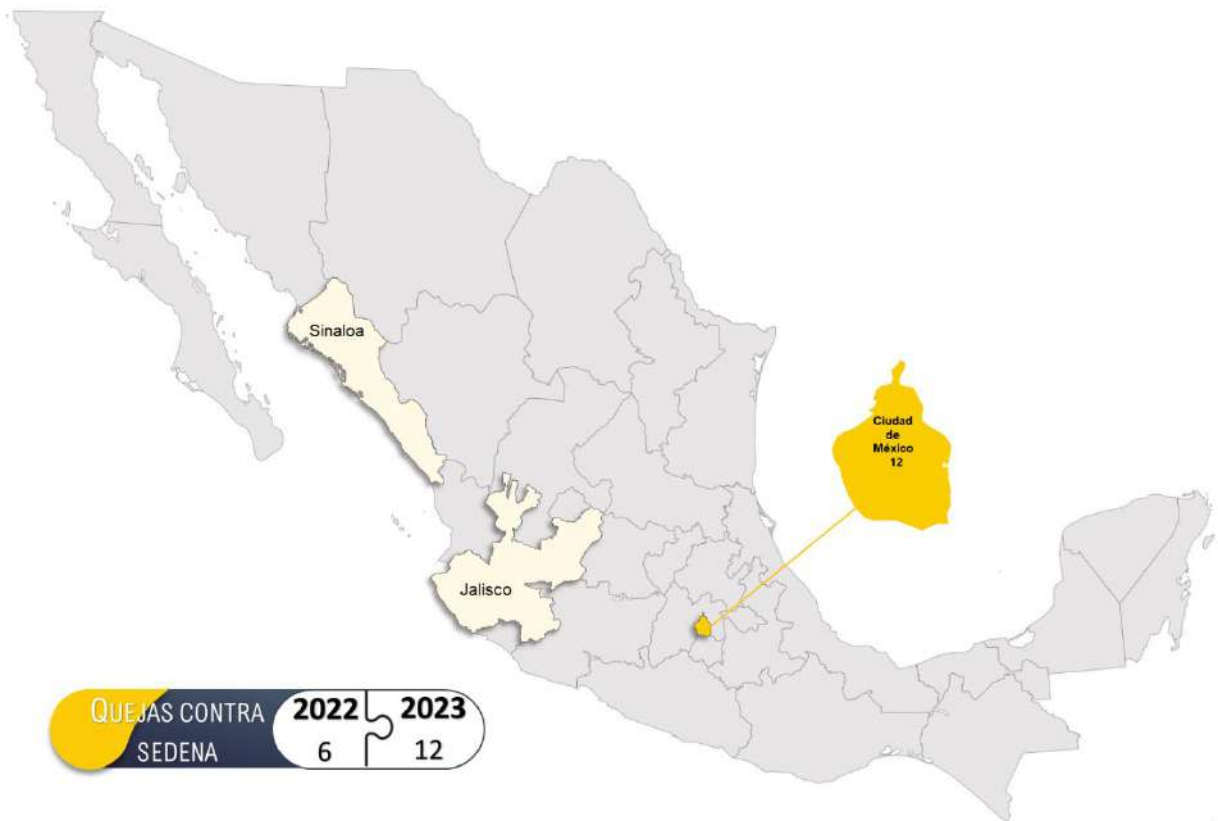 Sinaloa
Ciudad
de
México
12
Jalisco
QUEJAS CONTRA
SEDENA
2022
6
2023
12